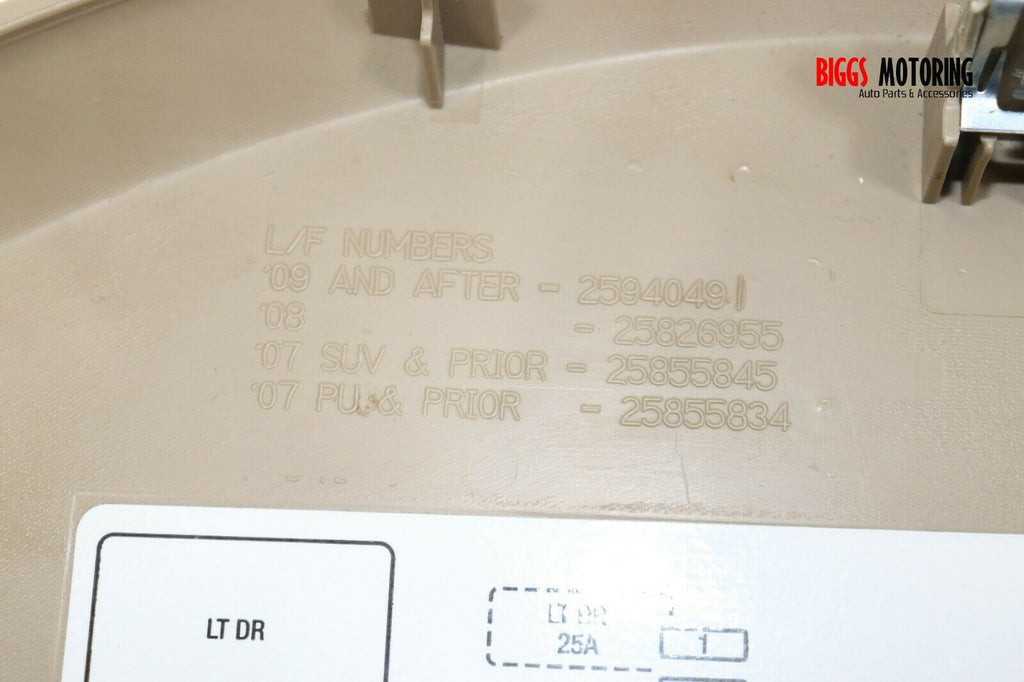 BIGGS MOTORING
Auto Parts & Accessories
L/F NUMBERS
'09 AND AFTER - 25940491
'08 - 25826955
'07 SUV & PRIOR - 25855845
'07 PU & PRIOR - 25855834
LT DR
LT DR
25A
1